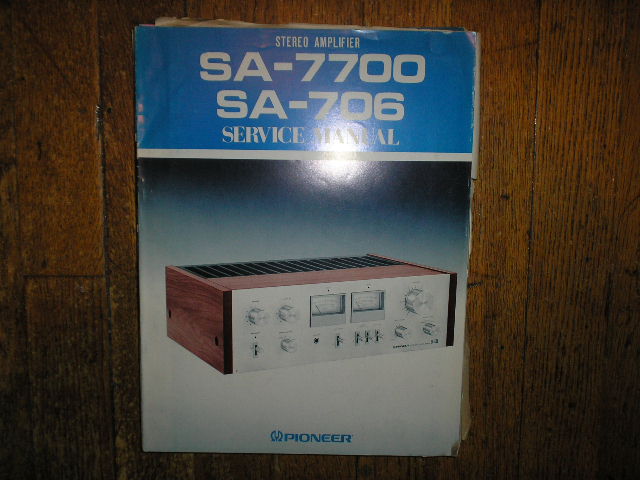 STEREO AMPLIFIER
SA-7700
SA-706
SERVICE MANUAL
PIONEER